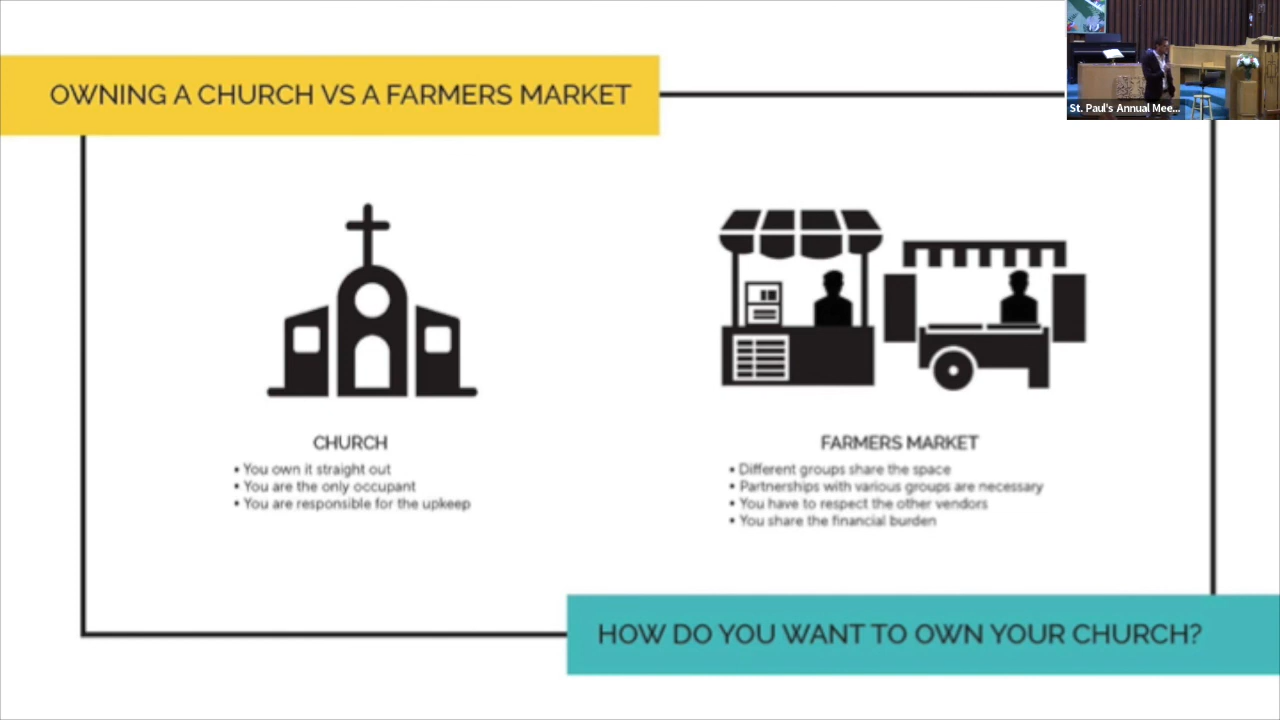 OWNING A CHURCH VS A FARMERS MARKET
St. Paul's Annual Mee...
CHURCH
• You own it straight out
• You are the only occupant
• You are responsible for the upkeep
FARMERS MARKET
• Different groups share the space
• Partnerships with various groups are necessary
• You have to respect the other vendors
• You share the financial burden
HOW DO YOU WANT TO OWN YOUR CHURCH?